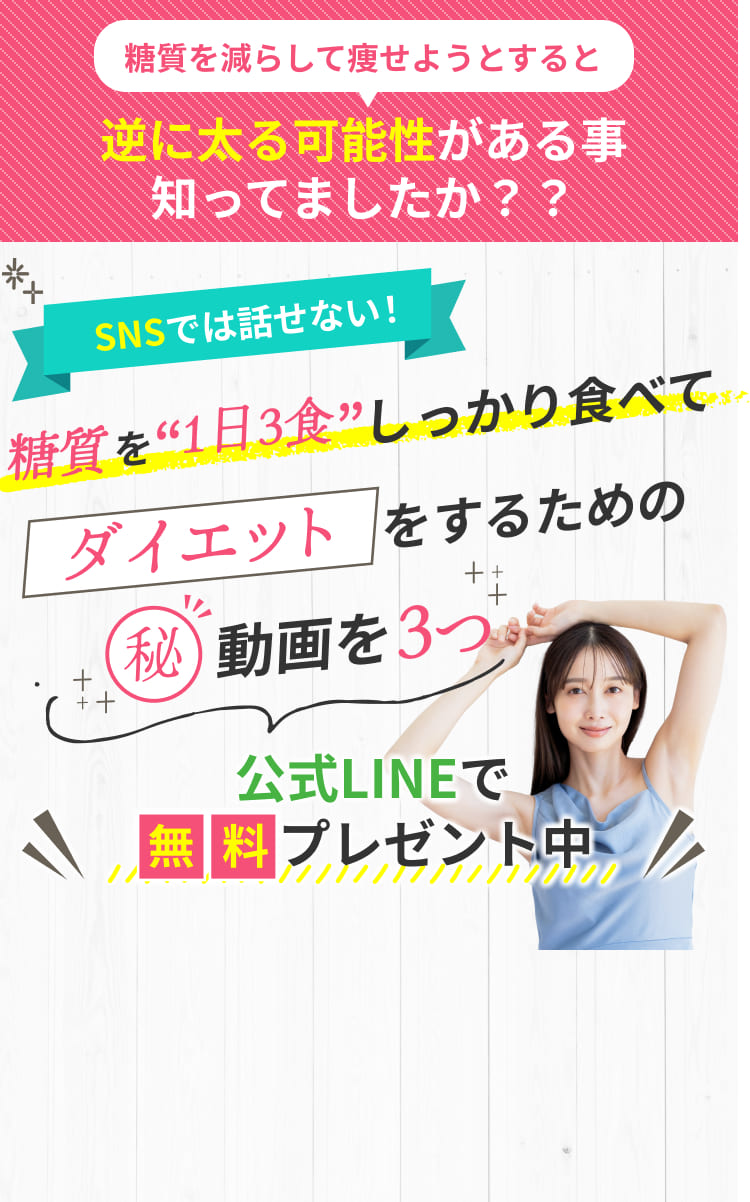 糖質を減らして痩せようとすると
逆に太る可能性がある事
知ってましたか？？
SNSでは話せない！
糖質を“1日3食”しっかり食べて
ダイエットをするための
秘動画を3つ
公式LINEで
無料プレゼント中